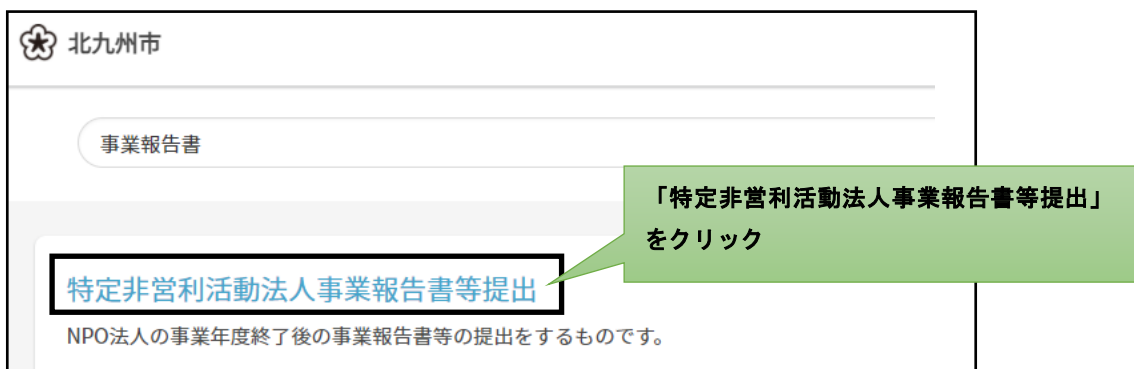 北九州市
事業報告書
「特定非営利活動法人事業報告書等提出」
をクリック
特定非営利活動法人事業報告書等提出
NPO法人の事業年度終了後の事業報告書等の提出をするものです。